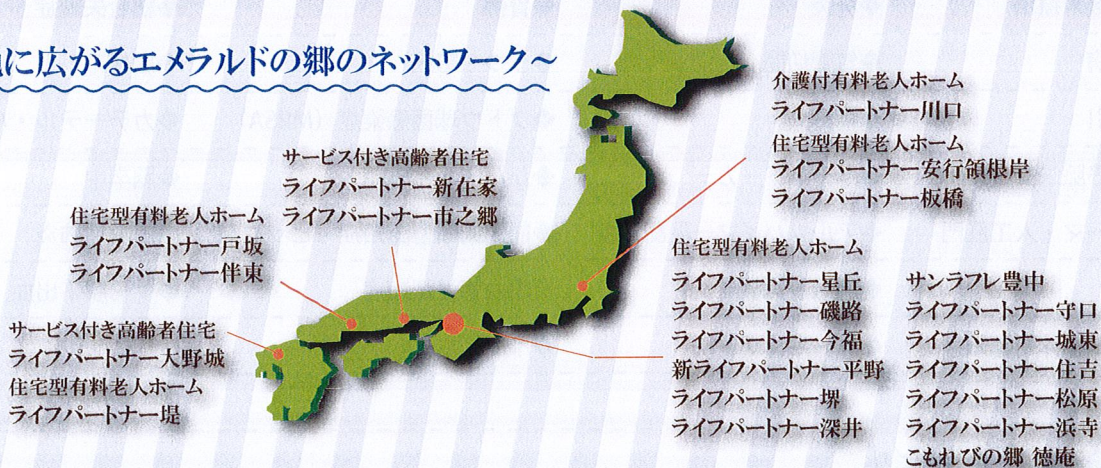 に広がるエメラルドの郷のネットワーク～
介護付有料老人ホーム
ライフパートナー川口
住宅型有料老人ホーム
ライフパートナー安行領根岸
ライフパートナー板橋
サービス付き高齢者住宅
ライフパートナー新在家
ライフパートナー市之郷
住宅型有料老人ホーム
ライフパートナー戸坂
ライフパートナー伴東
サービス付き高齢者住宅
ライフパートナー大野城
住宅型有料老人ホーム
ライフパートナー堤
住宅型有料老人ホーム
ライフパートナー星丘
ライフパートナー磯路
ライフパートナー今福
新ライフパートナー平野
ライフパートナー堺
ライフパートナー深井
サンラフレ豊中
ライフパートナー守口
ライフパートナー城東
ライフパートナー住吉
ライフパートナー松原
ライフパートナー浜寺
こもれびの郷 徳庵